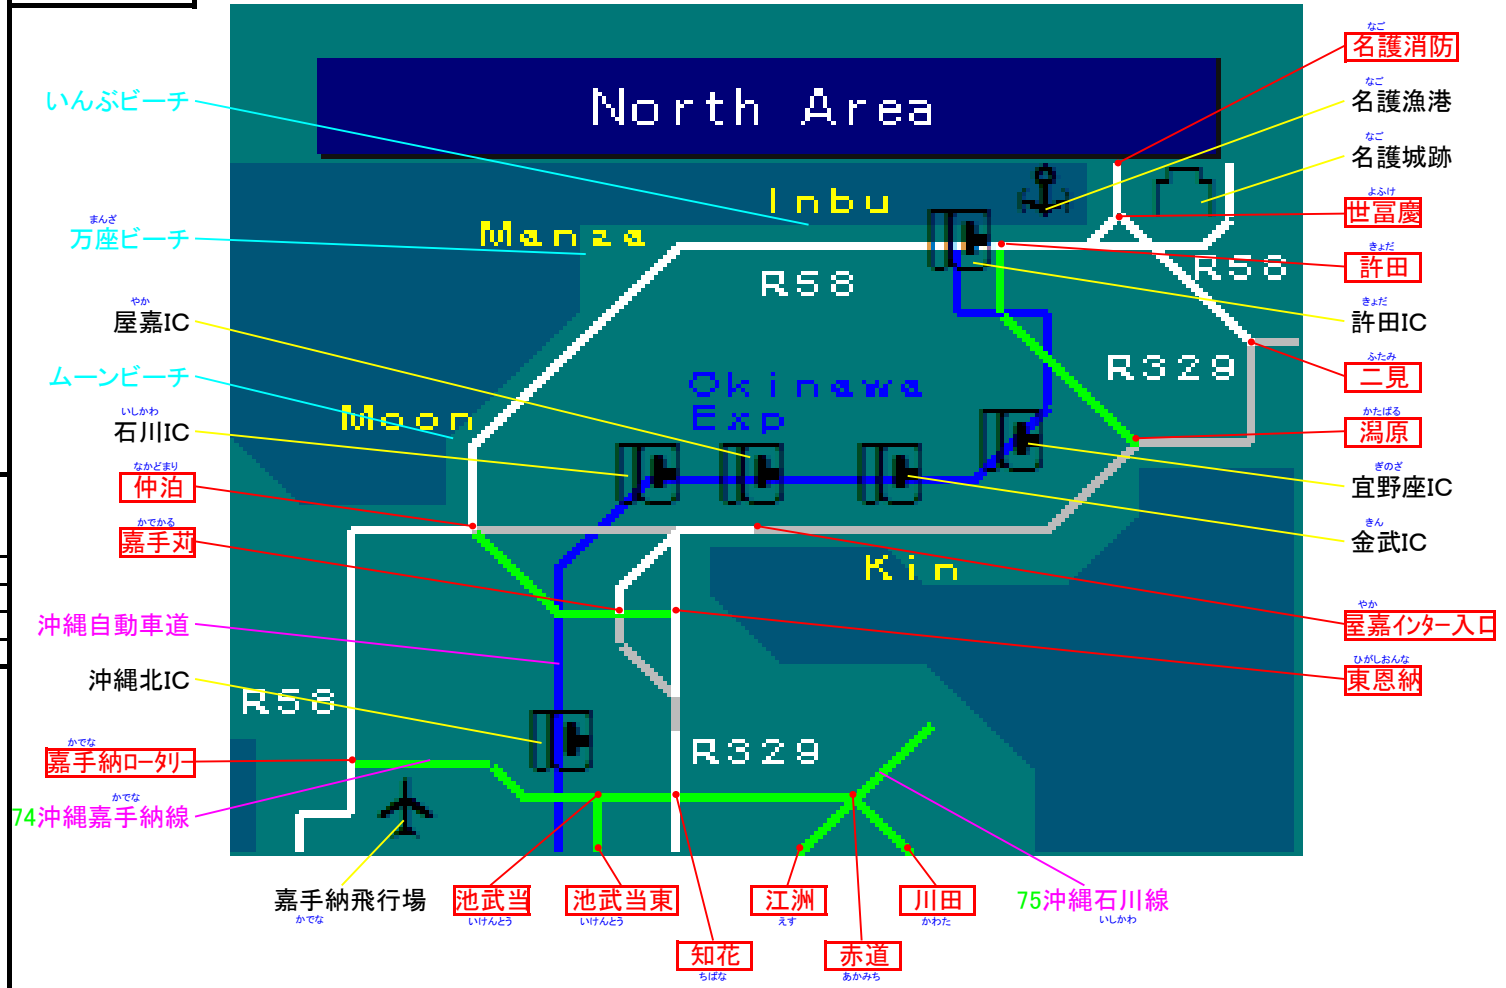 North Area
いんぶビーチ
まんざ
万座ビーチ
やか
屋嘉IC
ムーンビーチ
いしかわ
石川IC
なかどまり
仲泊
かでかる
嘉手苅
沖縄自動車道
沖縄北IC
かでな
嘉手納ロータリー
かでな
74沖縄嘉手納線
Inbu
Manza
R58
R58
R329
Okinawa
Exp
Moon
Kin
R58
R329
なご
名護消防
なご
名護漁港
なご
名護城跡
よふけ
世冨慶
きょだ
許田
きょだ
許田IC
ふたみ
二見
かたばる
潟原
ぎのざ
宜野座IC
きん
金武IC
やか
屋嘉インター入口
ひがしおんな
東恩納
嘉手納飛行場
かでな
池武当
いけんとう
池武当東
いけんとう
知花
ちばな
江洲
えす
赤道
あかみち
川田
かわた
75沖縄石川線
いしかわ